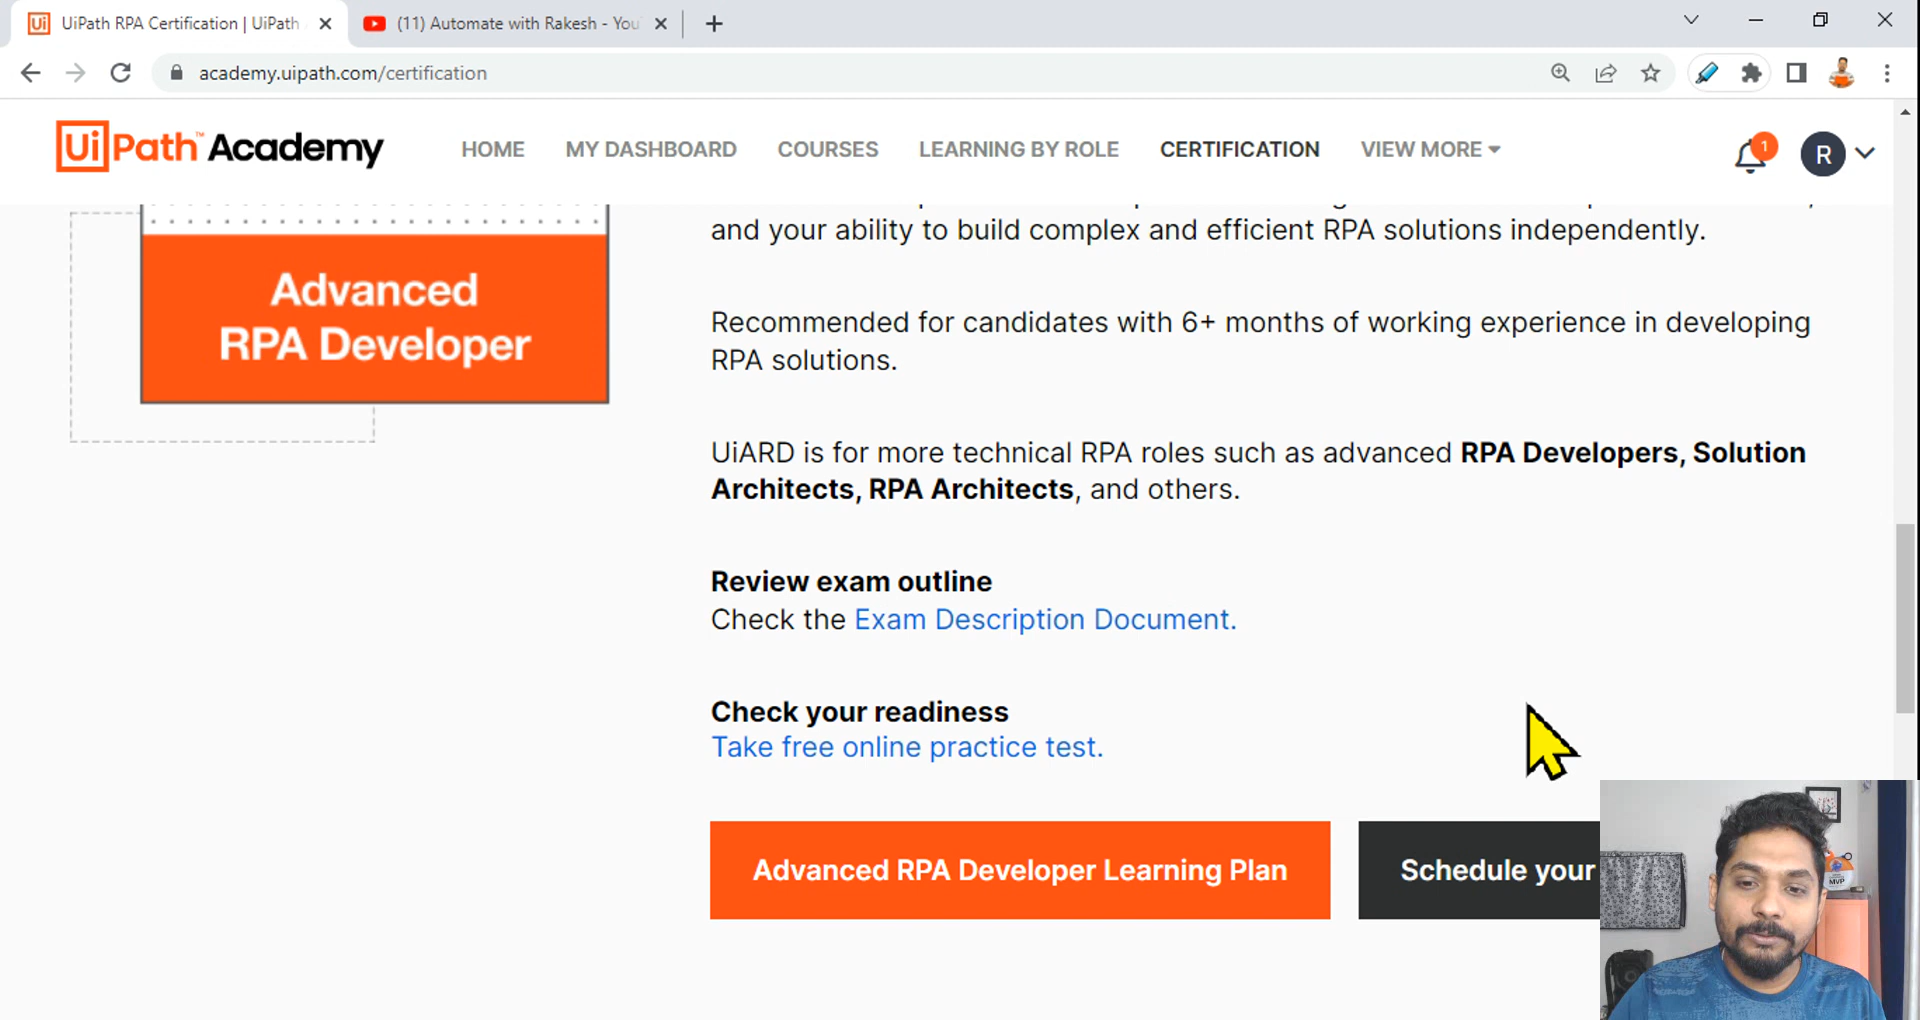 UiPath RPA Certification | UiPath
(11) Automate with Rakesh - You
academy.uipath.com/certification
UiPath™ Academy
HOME
MY DASHBOARD
COURSES
LEARNING BY ROLE
CERTIFICATION
VIEW MORE
1
R
and your ability to build complex and efficient RPA solutions independently.
Advanced
RPA Developer
Recommended for candidates with 6+ months of working experience in developing
RPA solutions.
UiARD is for more technical RPA roles such as advanced RPA Developers, Solution
Architects, RPA Architects, and others.
Review exam outline
Check the Exam Description Document.
Check your readiness
Take free online practice test.
Advanced RPA Developer Learning Plan
Schedule your
MVP